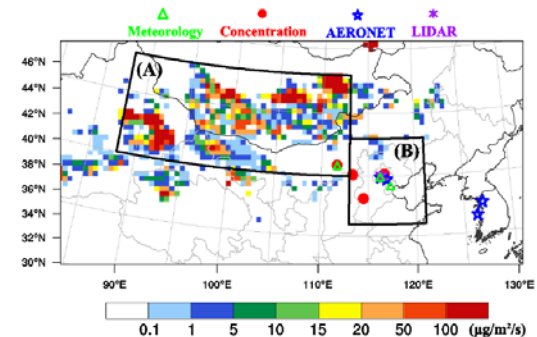 Meteorology Concentration AERONET LIDAR
46°N
44°N
42°N
40°N
38°N
36°N
34°N
32°N
30°N
(A)
(B)
90°E 100°E 110°E 120°E 130°E
0.1 1 5 10 15 20 50 100 (μg/m²/s)